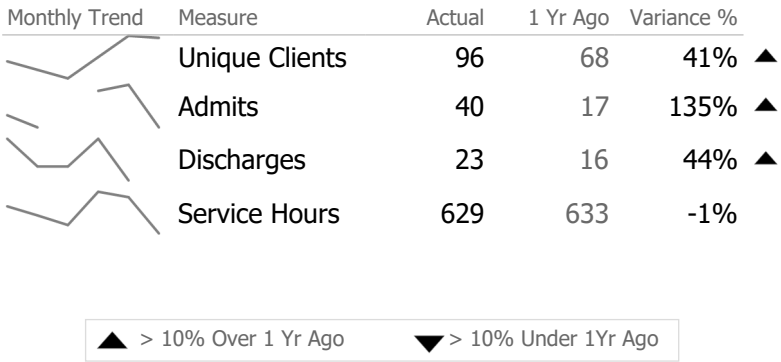 Monthly Trend Measure Actual 1 Yr Ago Variance %
Unique Clients 96 68 41% ▲
Admits 40 17 135% ▲
Discharges 23 16 44% ▲
Service Hours 629 633 -1%
▲ > 10% Over 1 Yr Ago ▼ > 10% Under 1Yr Ago